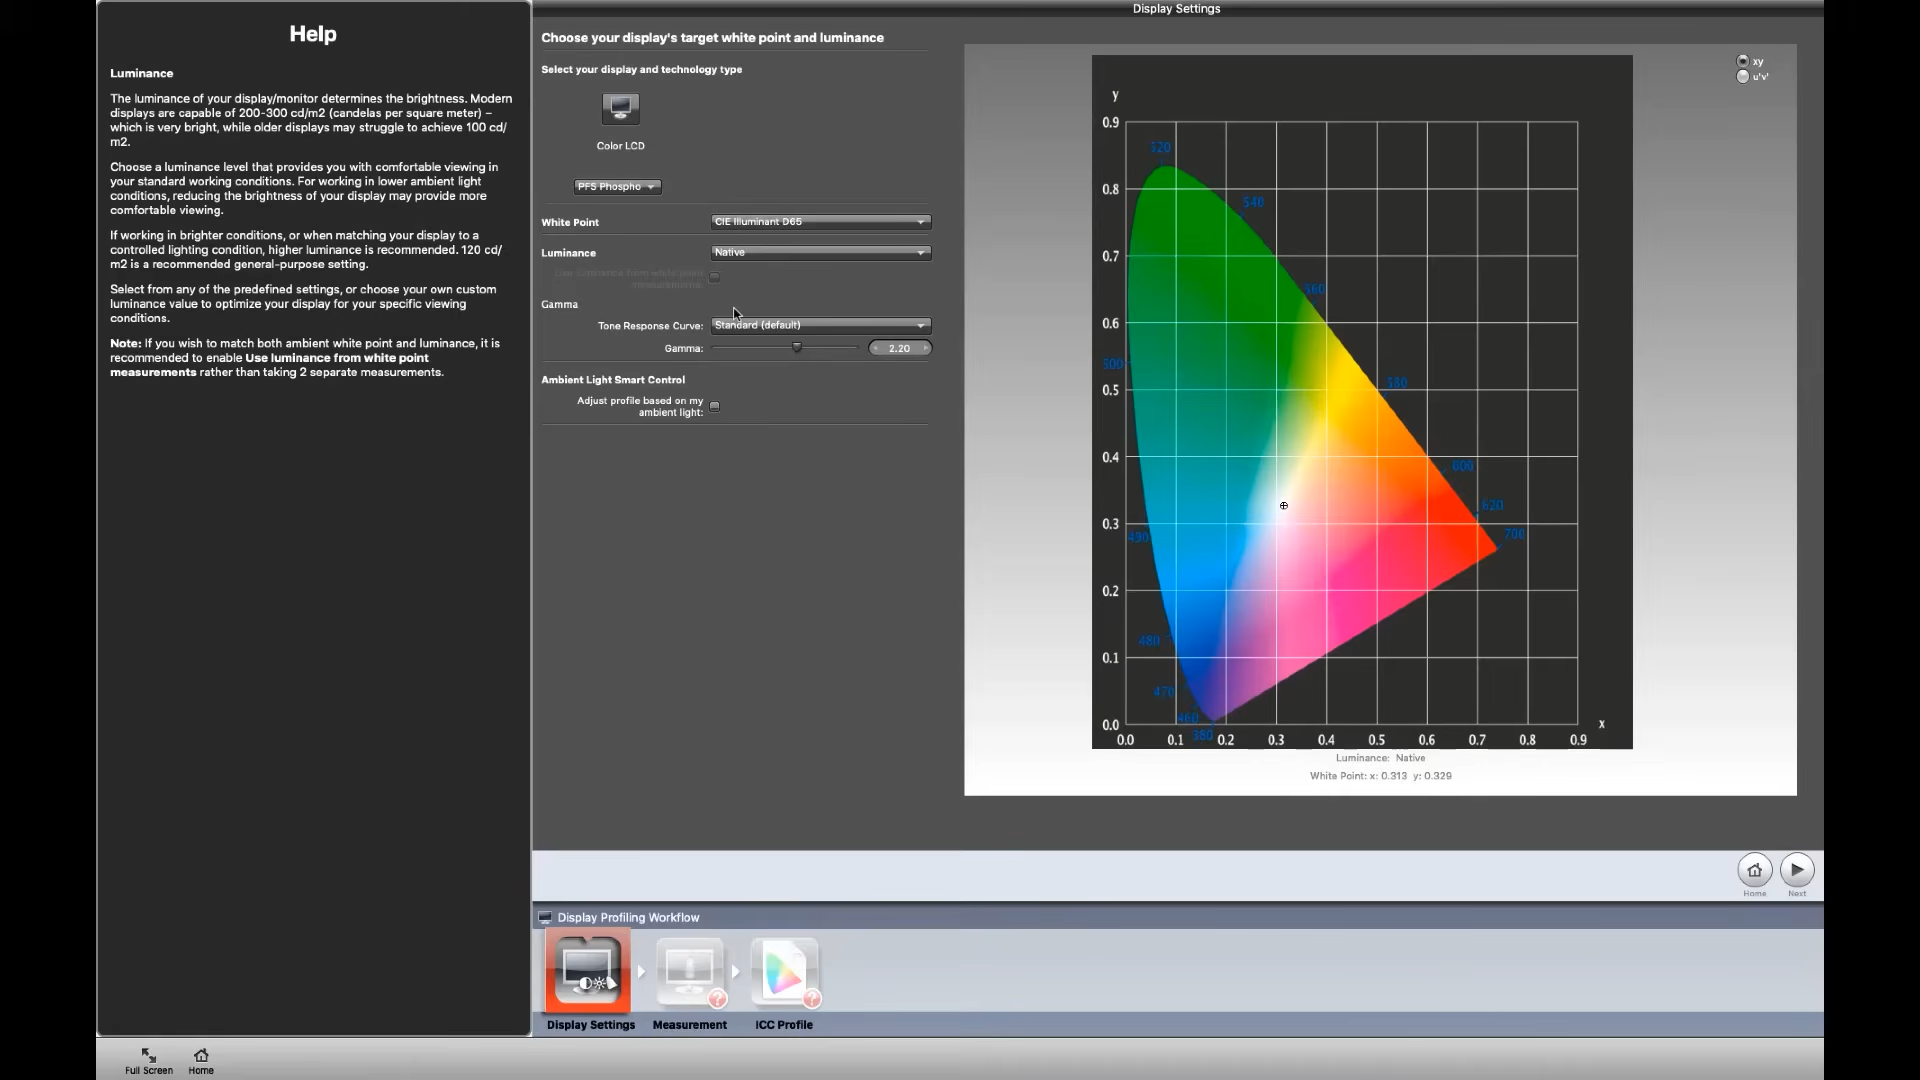 Display Settings
Help
Luminance
The luminance of your display/monitor determines the brightness. Modern
displays are capable of 200-300 cd/m2 (candelas per square meter) –
which is very bright, while older displays may struggle to achieve 100 cd/
m2.
Choose a luminance level that provides you with comfortable viewing in
your standard working conditions. For working in lower ambient light
conditions, reducing the brightness of your display may provide more
comfortable viewing.
If working in brighter conditions, or when matching your display to a
controlled lighting condition, higher luminance is recommended. 120 cd/
m2 is a recommended general-purpose setting.
Select from any of the predefined settings, or choose your own custom
luminance value to optimize your display for your specific viewing
conditions.
Note: If you wish to match both ambient white point and luminance, it is
recommended to enable Use luminance from white point
measurements rather than taking 2 separate measurements.
Choose your display's target white point and luminance
Select your display and technology type
Color LCD
PFS Phospho
White Point
CIE Illuminant D65
Luminance
Native
Use luminance from white point
measurements:
Gamma
Tone Response Curve: Standard (default)
Gamma: 2.20
Ambient Light Smart Control
Adjust profile based on my
ambient light:
xy
u'v'
y
0.9
520
0.8
540
0.7
560
0.6
500
580
0.5
0.4
600
620
0.3
490
700
0.2
480
0.1
470
460
0.0
x
380
0.0 0.1 0.2 0.3 0.4 0.5 0.6 0.7 0.8 0.9
Luminance: Native
White Point: x: 0.313 y: 0.329
Home
Next
Display Profiling Workflow
?
?
Display Settings
Measurement
ICC Profile
Full Screen
Home